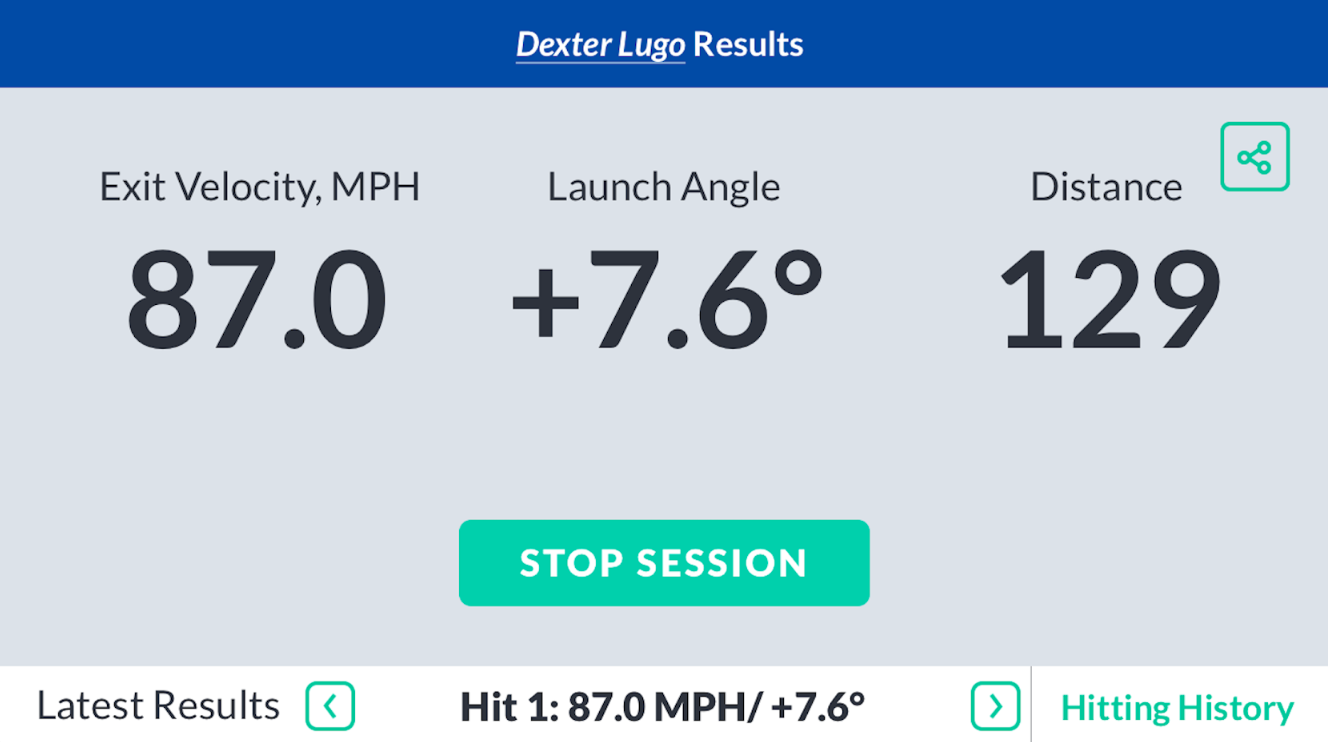 Dexter Lugo Results
Exit Velocity, MPH
Launch Angle
Distance
87.0
+7.6°
129
STOP SESSION
Latest Results
Hit 1: 87.0 MPH/ +7.6°
Hitting History